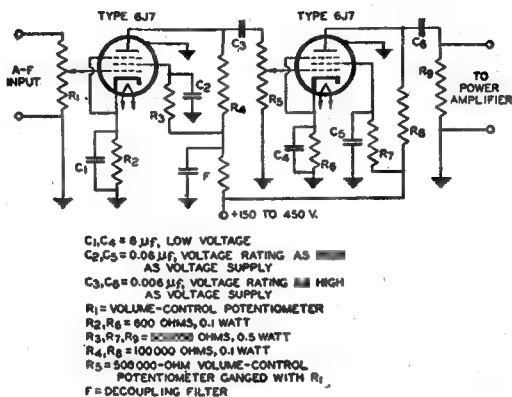 TYPE 6J7 TYPE 6J7
C3 C6
A-F
INPUT
R1 C2 R3 R4 R5 R9
TO
POWER
AMPLIFIER
C1 R2 F C4 R6 C5 R7 R8
+150 TO 450 V.
C1,C4 = 8 µf, LOW VOLTAGE
C2,C5 = 0.06 µf, VOLTAGE RATING AS
AS VOLTAGE SUPPLY
C3,C6 = 0.006 µf, VOLTAGE RATING HIGH
AS VOLTAGE SUPPLY
R1 = VOLUME-CONTROL POTENTIOMETER
R2,R6 = 600 OHMS, 0.1 WATT
R3,R7,R9 = OHMS, 0.5 WATT
R4,R8 = 100000 OHMS, 0.1 WATT
R5 = 500000-OHM VOLUME-CONTROL
POTENTIOMETER GANGED WITH R1
F = DECOUPLING FILTER